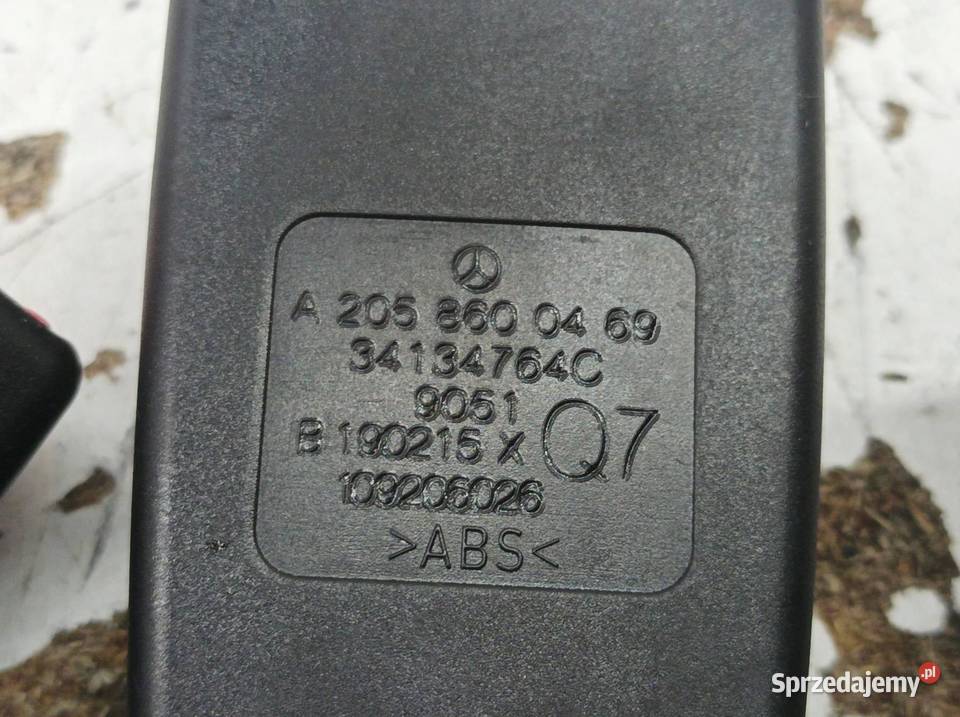 A 205 860 04 69
34134764C
9051
B 190215 X Q7
109206026
>ABS<
Sprzedajemy.pl